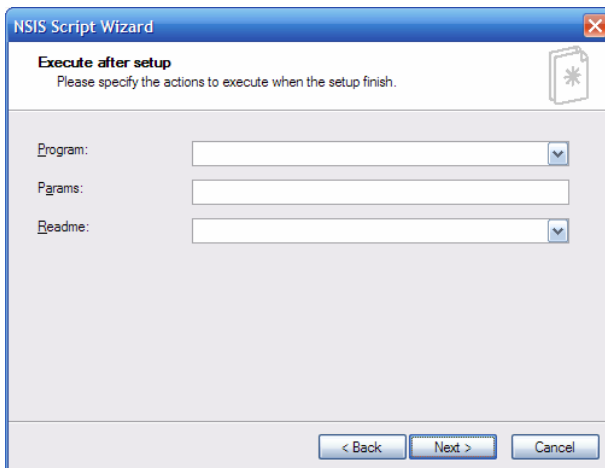 NSIS Script Wizard
Execute after setup
Please specify the actions to execute when the setup finish.
Program:
Params:
Readme:
< Back Next > Cancel